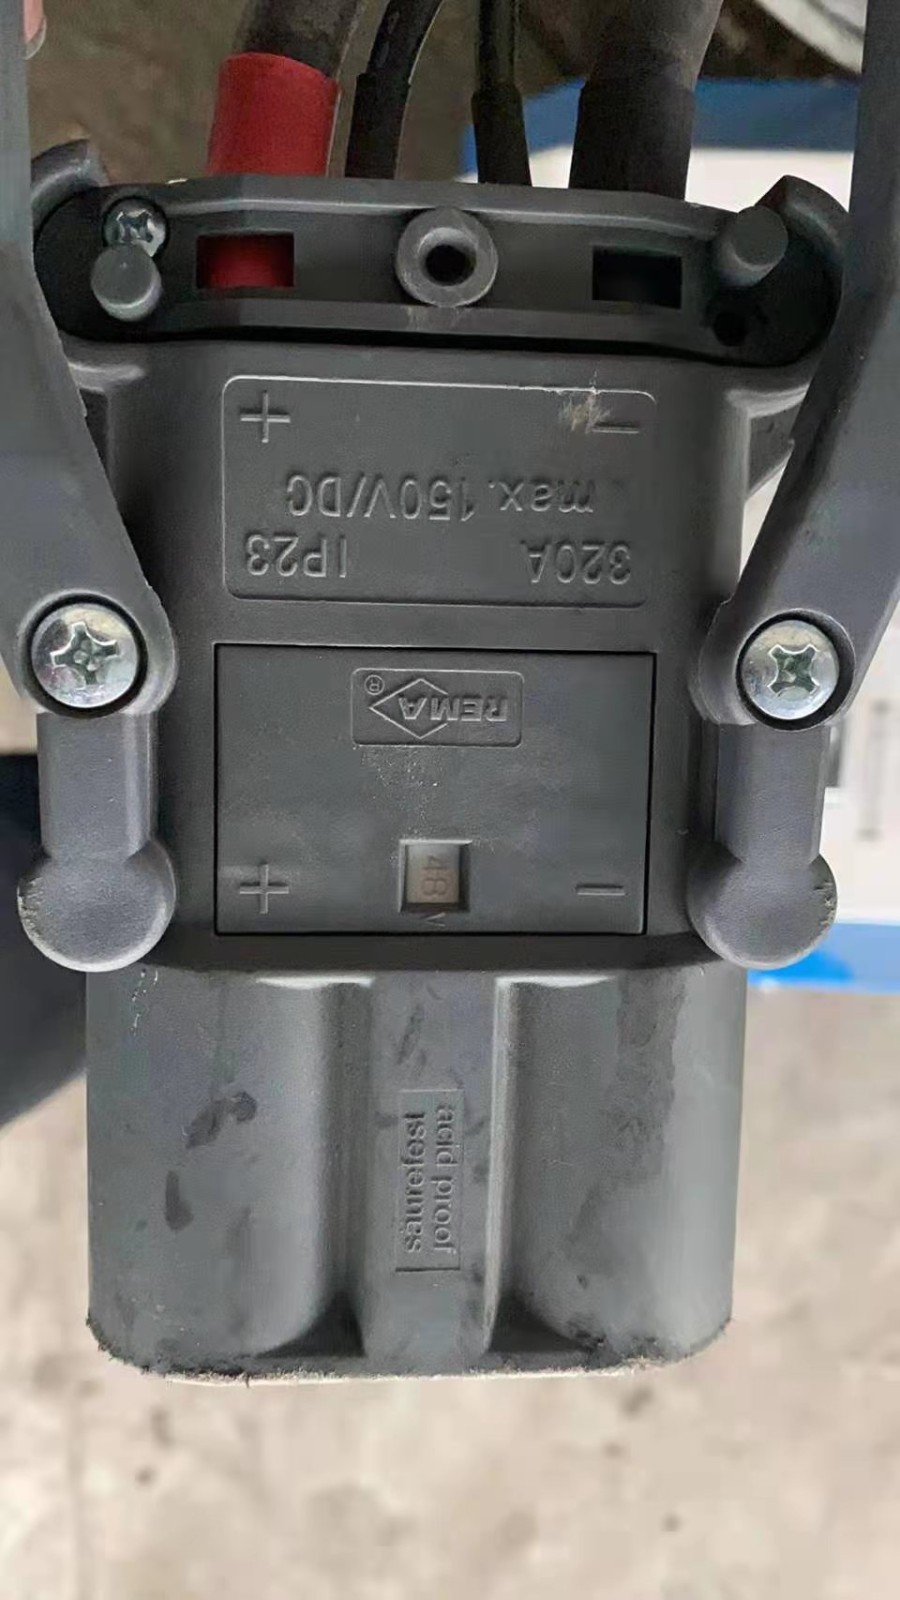 320A IP23
max. 150V/DC
− +
REMA®
− +
48
V
säurefest
acid proof